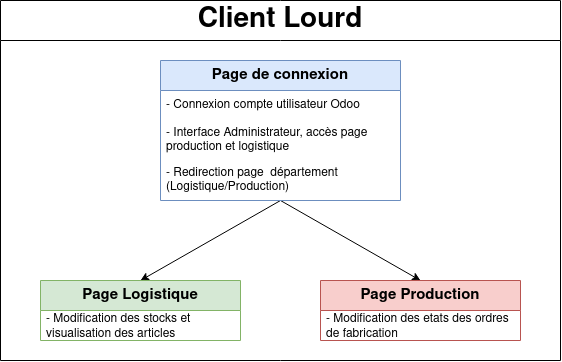 Client Lourd
Page de connexion
- Connexion compte utilisateur Odoo
- Interface Administrateur, accès page
production et logistique
- Redirection page département
(Logistique/Production)
Page Logistique
- Modification des stocks et
visualisation des articles
Page Production
- Modification des etats des ordres
de fabrication